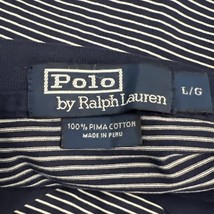 Polo
by Ralph Lauren
L/G
100% PIMA COTTON
MADE IN PERU